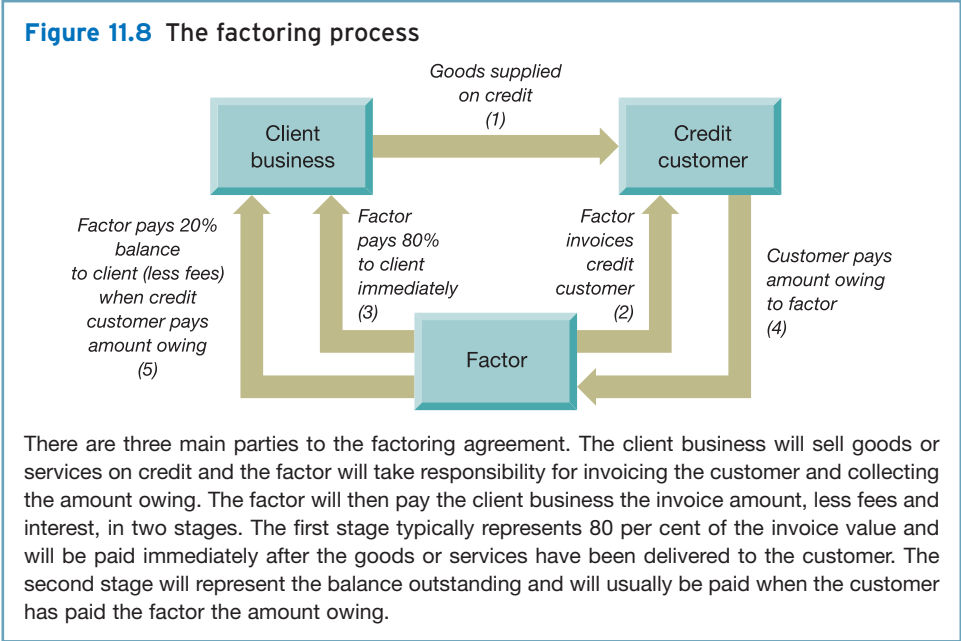 Figure 11.8 The factoring process
Goods supplied
on credit
(1)
Client
business
Credit
customer
Factor pays 20%
balance
to client (less fees)
when credit
customer pays
amount owing
(5)
Factor
pays 80%
to client
immediately
(3)
Factor
invoices
credit
customer
(2)
Customer pays
amount owing
to factor
(4)
Factor
There are three main parties to the factoring agreement. The client business will sell goods or
services on credit and the factor will take responsibility for invoicing the customer and collecting
the amount owing. The factor will then pay the client business the invoice amount, less fees and
interest, in two stages. The first stage typically represents 80 per cent of the invoice value and
will be paid immediately after the goods or services have been delivered to the customer. The
second stage will represent the balance outstanding and will usually be paid when the customer
has paid the factor the amount owing.